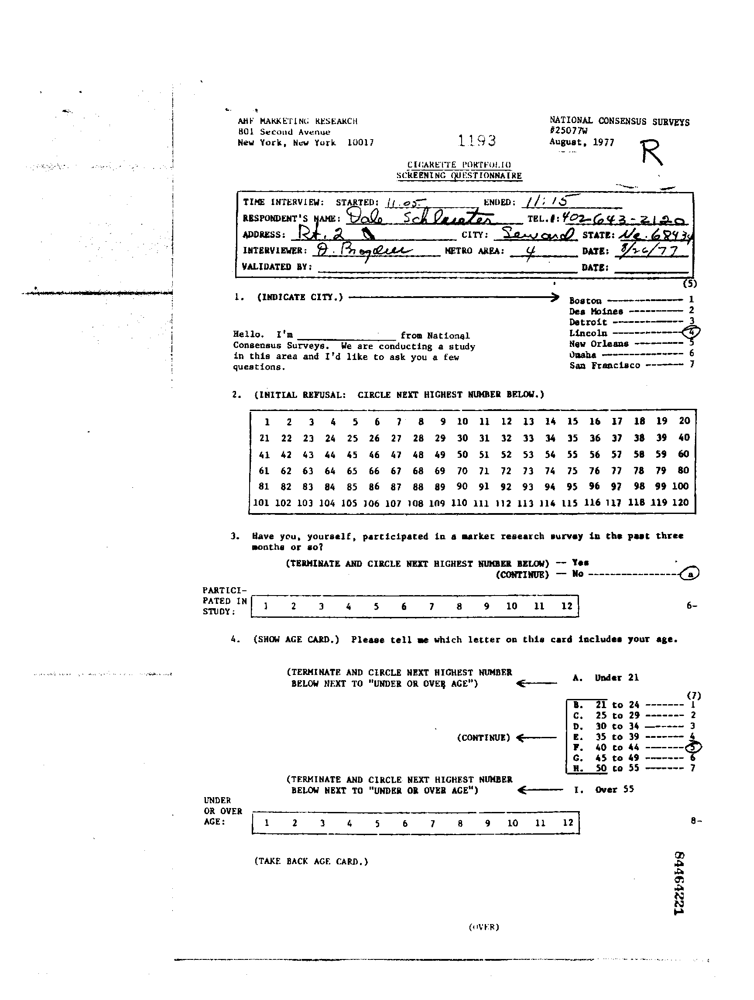 AHF MARKETING RESEARCH
801 Second Avenue
New York, New York 10017
1193
NATIONAL CONSENSUS SURVEYS
#25077W
August, 1977
R
CIGARETTE PORTFOLIO
SCREENING QUESTIONNAIRE
TIME INTERVIEW: STARTED: 11:05 ENDED: 11:15
RESPONDENT'S NAME: Dale TEL.#: 402-643-2120
ADDRESS: Rt. 2 CITY: Seward STATE: Ne. 68434
INTERVIEWER: METRO AREA: 4 DATE: 8/26/77
VALIDATED BY: DATE:
(5)
1. (INDICATE CITY.)
Boston ---------- 1
Des Moines ---------- 2
Detroit ---------- 3
Lincoln ---------- 4
New Orleans ---------- 5
Omaha ---------- 6
San Francisco ------- 7
Hello. I'm ______________ from National
Consensus Surveys. We are conducting a study
in this area and I'd like to ask you a few
questions.
2. (INITIAL REFUSAL: CIRCLE NEXT HIGHEST NUMBER BELOW.)
1 2 3 4 5 6 7 8 9 10 11 12 13 14 15 16 17 18 19 20
21 22 23 24 25 26 27 28 29 30 31 32 33 34 35 36 37 38 39 40
41 42 43 44 45 46 47 48 49 50 51 52 53 54 55 56 57 58 59 60
61 62 63 64 65 66 67 68 69 70 71 72 73 74 75 76 77 78 79 80
81 82 83 84 85 86 87 88 89 90 91 92 93 94 95 96 97 98 99 100
101 102 103 104 105 106 107 108 109 110 111 112 113 114 115 116 117 118 119 120
3. Have you, yourself, participated in a market research survey in the past three
months or so?
(TERMINATE AND CIRCLE NEXT HIGHEST NUMBER BELOW) -- Yes
(CONTINUE) -- No ----------------
PARTICI-
PATED IN
STUDY:
1 2 3 4 5 6 7 8 9 10 11 12
6-
4. (SHOW AGE CARD.) Please tell me which letter on this card includes your age.
(TERMINATE AND CIRCLE NEXT HIGHEST NUMBER
BELOW NEXT TO "UNDER OR OVER AGE")
A. Under 21
(7)
B. 21 to 24 ------- 1
C. 25 to 29 ------- 2
D. 30 to 34 ------- 3
(CONTINUE)
E. 35 to 39 ------- 4
F. 40 to 44 ------- 5
G. 45 to 49 ------- 6
H. 50 to 55 ------- 7
(TERMINATE AND CIRCLE NEXT HIGHEST NUMBER
BELOW NEXT TO "UNDER OR OVER AGE")
I. Over 55
UNDER
OR OVER
AGE:
1 2 3 4 5 6 7 8 9 10 11 12
8-
(TAKE BACK AGE CARD.)
84464221
(OVER)